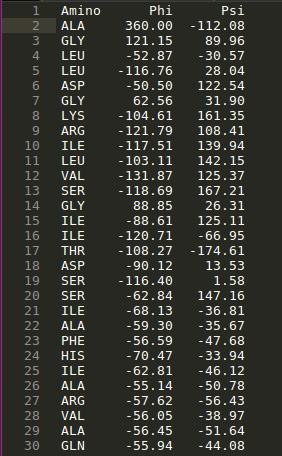 1 Amino Phi Psi
2 ALA 360.00 -112.08
3 GLY 121.15 89.96
4 LEU -52.87 -30.57
5 LEU -116.76 28.04
6 ASP -50.50 122.54
7 GLY 62.56 31.90
8 LYS -104.61 161.35
9 ARG -121.79 108.41
10 ILE -117.51 139.94
11 LEU -103.11 142.15
12 VAL -131.87 125.37
13 SER -118.69 167.21
14 GLY 88.85 26.31
15 ILE -88.61 125.11
16 ILE -120.71 -66.95
17 THR -108.27 -174.61
18 ASP -90.12 13.53
19 SER -116.40 1.58
20 SER -62.84 147.16
21 ILE -68.13 -36.81
22 ALA -59.30 -35.67
23 PHE -56.59 -47.68
24 HIS -70.47 -33.94
25 ILE -62.81 -46.12
26 ALA -55.14 -50.78
27 ARG -57.62 -56.43
28 VAL -56.05 -38.97
29 ALA -56.45 -51.64
30 GLN -55.94 -44.08